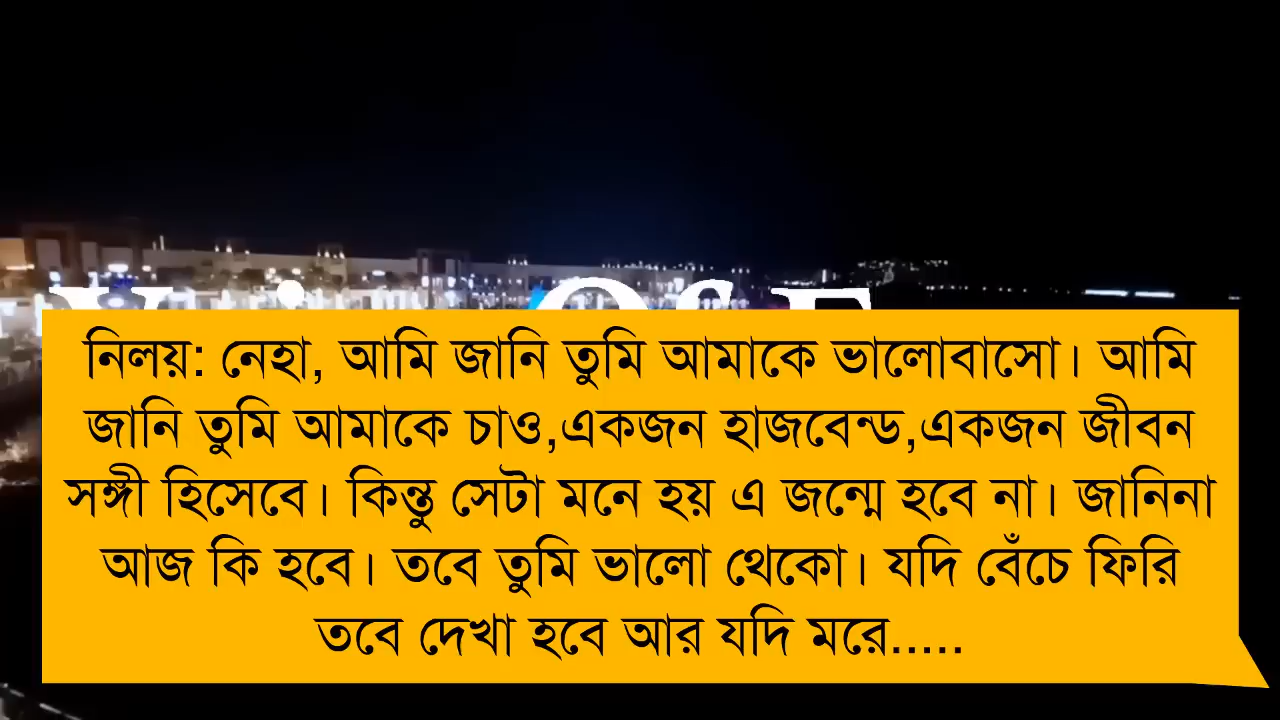 নিলয়: নেহা, আমি জানি তুমি আমাকে ভালোবাসো। আমি
জানি তুমি আমাকে চাও,একজন হাজবেন্ড,একজন জীবন
সঙ্গী হিসেবে। কিন্তু সেটা মনে হয় এ জন্মে হবে না। জানিনা
আজ কি হবে। তবে তুমি ভালো থেকো। যদি বেঁচে ফিরি
তবে দেখা হবে আর যদি মরে.....